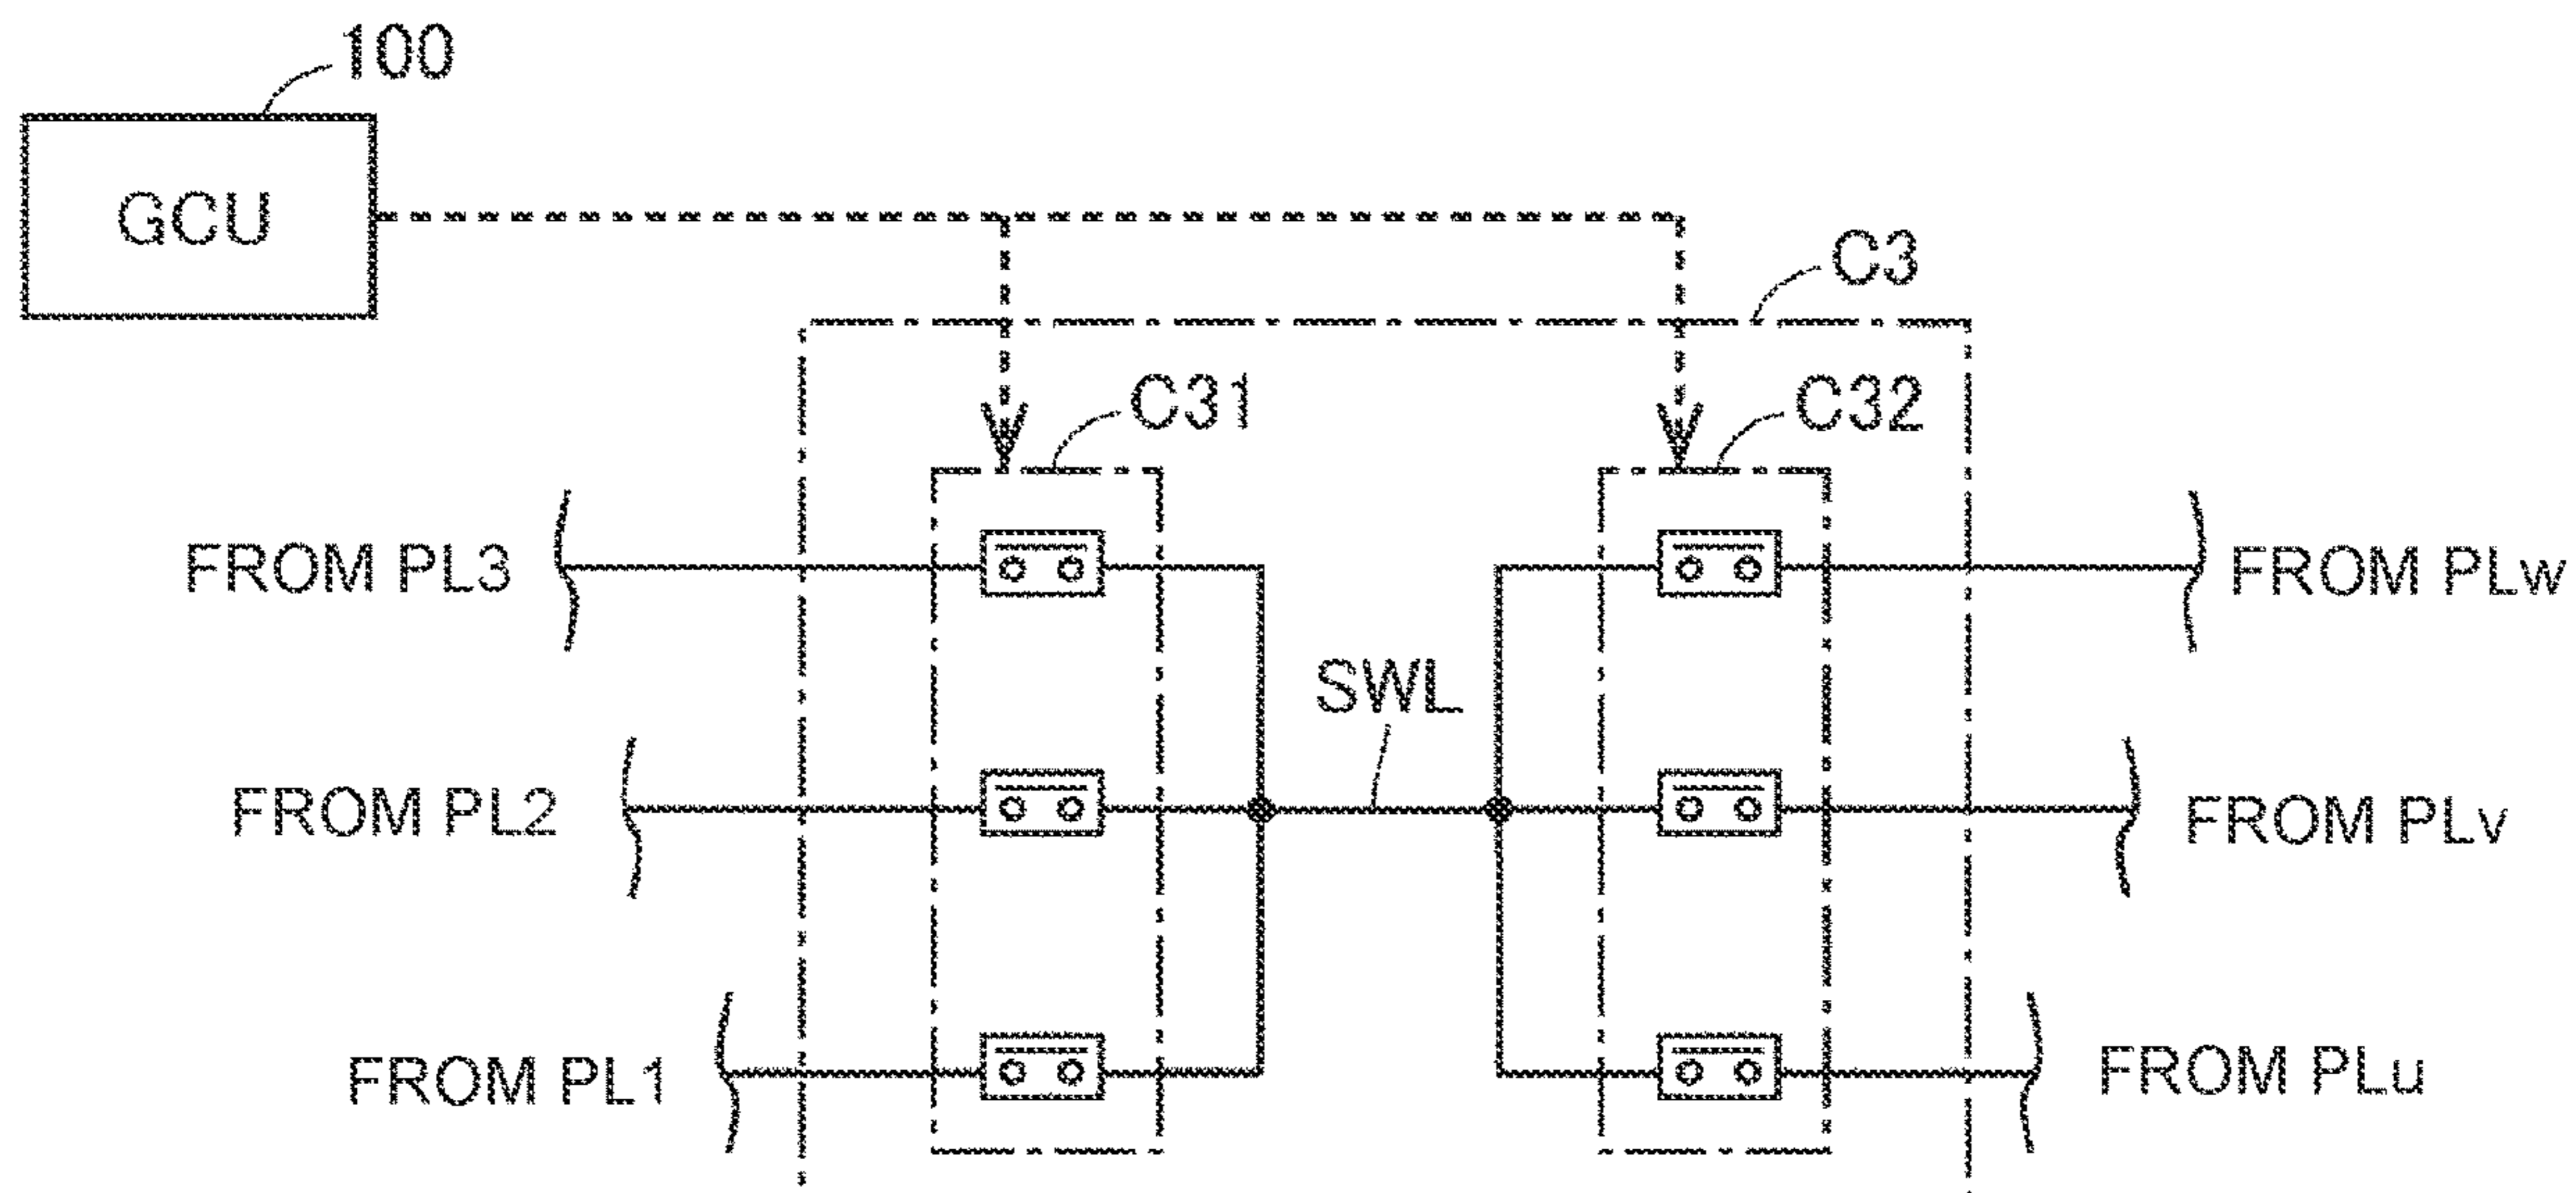 100
GCU
C3
C31
C32
FROM PL3
FROM PLw
SWL
FROM PL2
FROM PLv
FROM PL1
FROM PLu